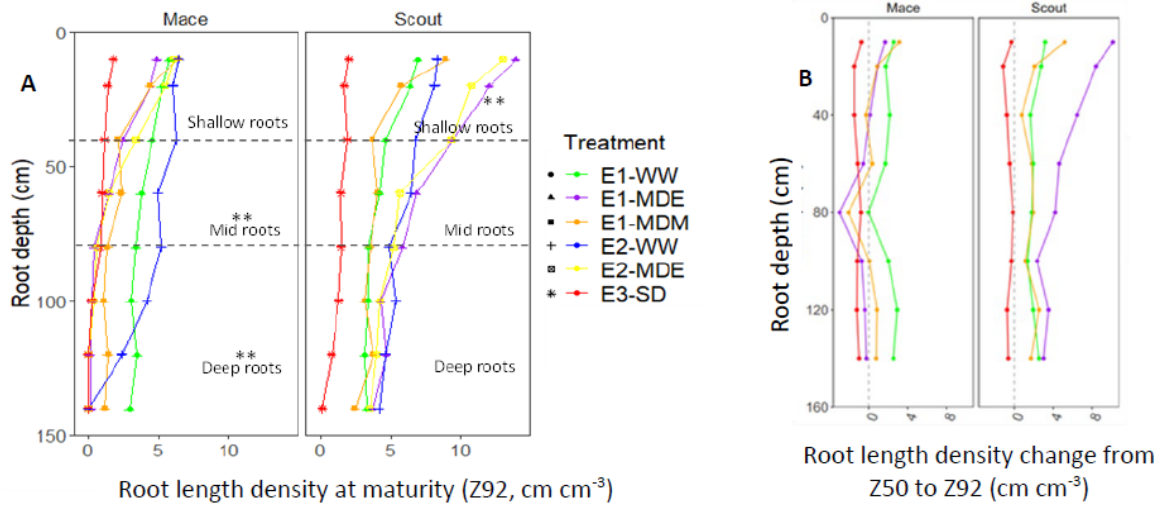 A
Mace
Scout
0
50
100
150
Root depth (cm)
Shallow roots
**
Mid roots
**
Deep roots
**
Shallow roots
Mid roots
Deep roots
0
5
10
0
5
10
Root length density at maturity (Z92, cm cm⁻³)
Treatment
E1-WW
E1-MDE
E1-MDM
E2-WW
E2-MDE
E3-SD
B
Mace
Scout
0
40
80
120
160
Root depth (cm)
0
4
8
0
4
8
Root length density change from
Z50 to Z92 (cm cm⁻³)